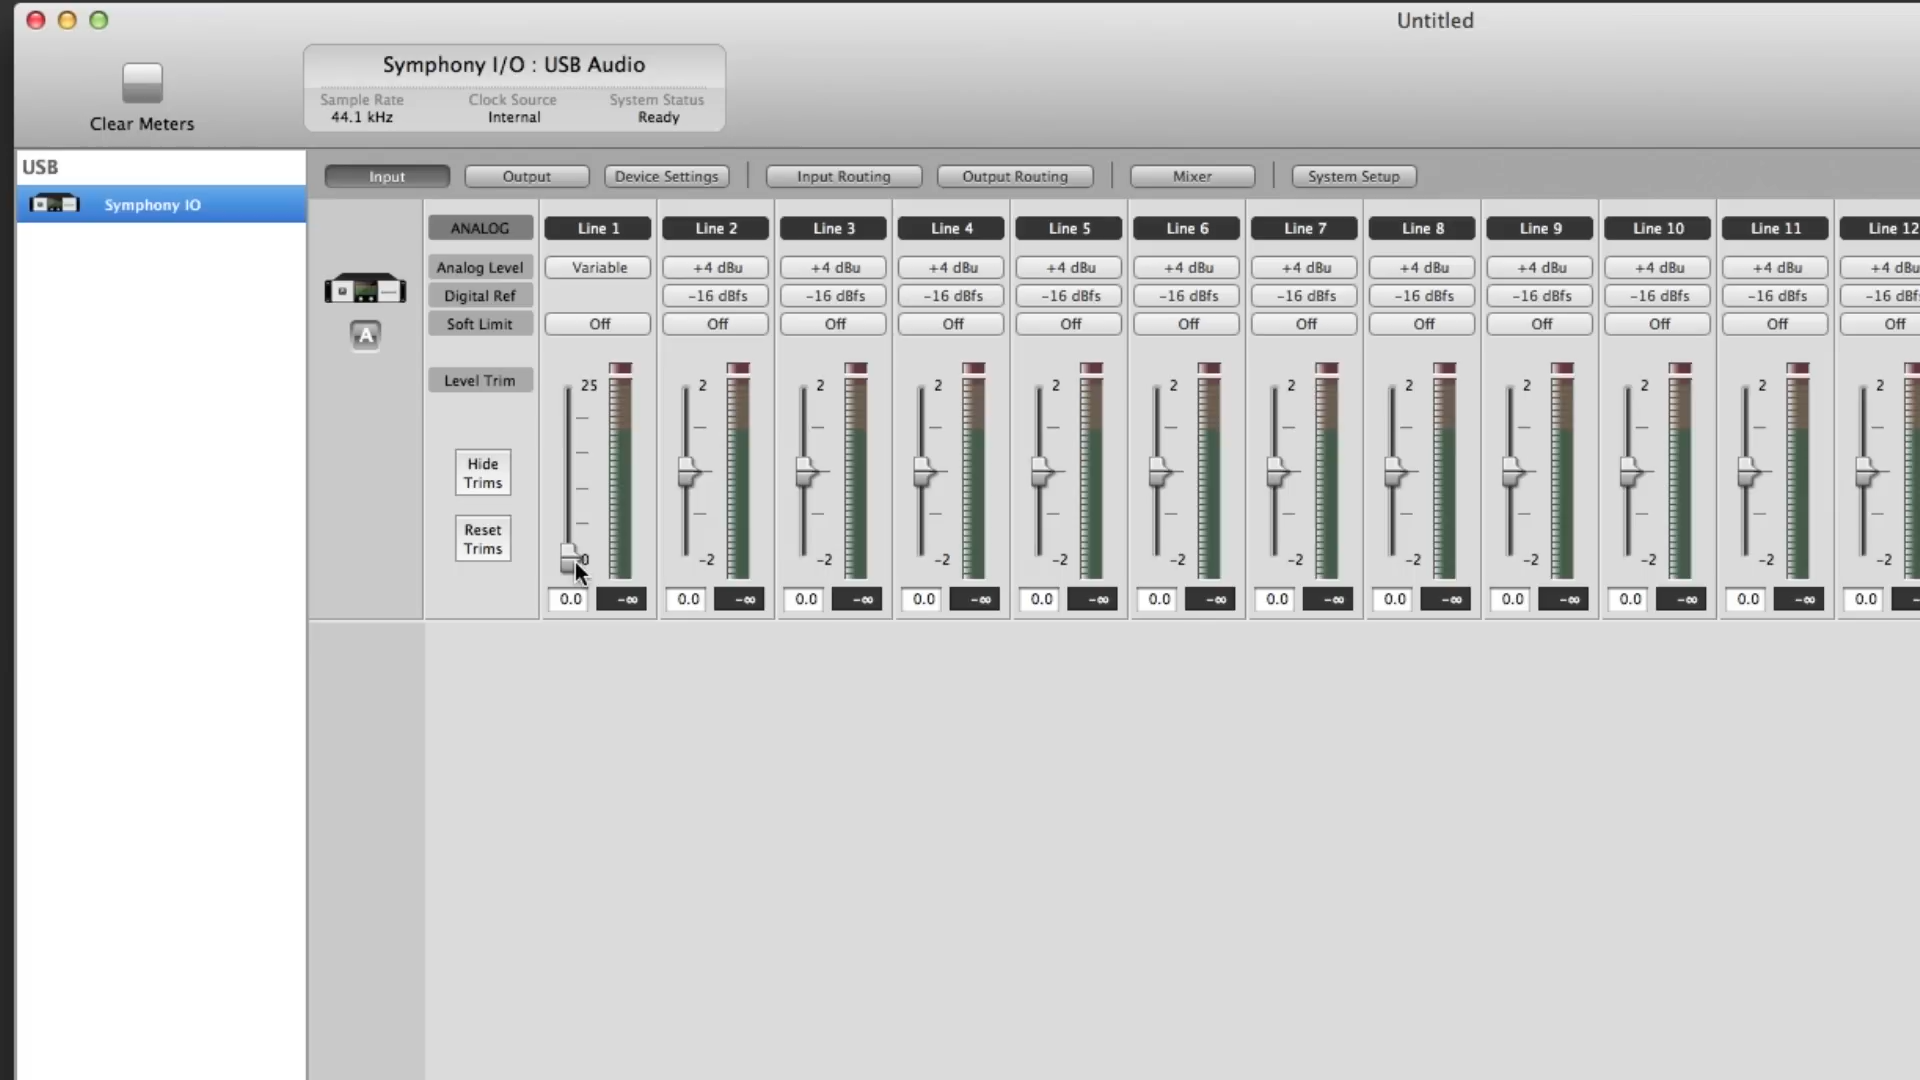 Untitled
Symphony I/O : USB Audio
Sample Rate Clock Source System Status
44.1 kHz Internal Ready
Clear Meters
USB
Symphony IO
Input Output Device Settings Input Routing Output Routing Mixer System Setup
ANALOG Line 1 Line 2 Line 3 Line 4 Line 5 Line 6 Line 7 Line 8 Line 9 Line 10 Line 11 Line 12
Analog Level Variable +4 dBu +4 dBu +4 dBu +4 dBu +4 dBu +4 dBu +4 dBu +4 dBu +4 dBu +4 dBu +4 dBu
Digital Ref -16 dBfs -16 dBfs -16 dBfs -16 dBfs -16 dBfs -16 dBfs -16 dBfs -16 dBfs -16 dBfs -16 dBfs -16 dBfs
Soft Limit Off Off Off Off Off Off Off Off Off Off Off Off
A
Level Trim 25 2 2 2 2 2 2 2 2 2 2 2
Hide
Trims
Reset
Trims
0 -2 -2 -2 -2 -2 -2 -2 -2 -2 -2 -2
0.0 -∞ 0.0 -∞ 0.0 -∞ 0.0 -∞ 0.0 -∞ 0.0 -∞ 0.0 -∞ 0.0 -∞ 0.0 -∞ 0.0 -∞ 0.0 -∞ 0.0 -